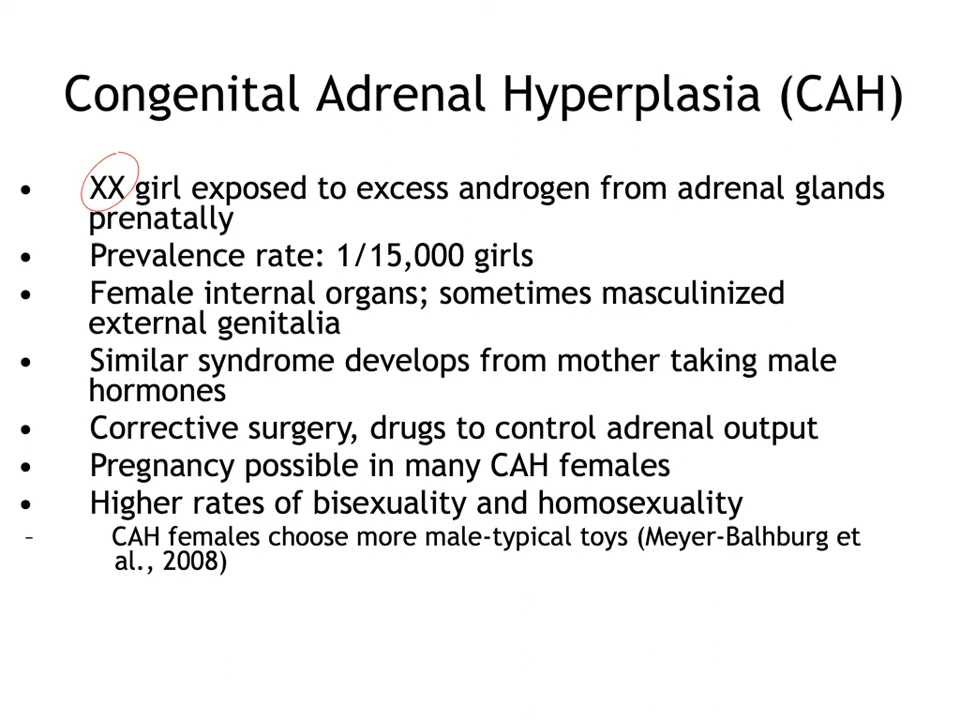 Congenital Adrenal Hyperplasia (CAH)
• XX girl exposed to excess androgen from adrenal glands
prenatally
• Prevalence rate: 1/15,000 girls
• Female internal organs; sometimes masculinized
external genitalia
• Similar syndrome develops from mother taking male
hormones
• Corrective surgery, drugs to control adrenal output
• Pregnancy possible in many CAH females
• Higher rates of bisexuality and homosexuality
– CAH females choose more male-typical toys (Meyer-Balhburg et
al., 2008)